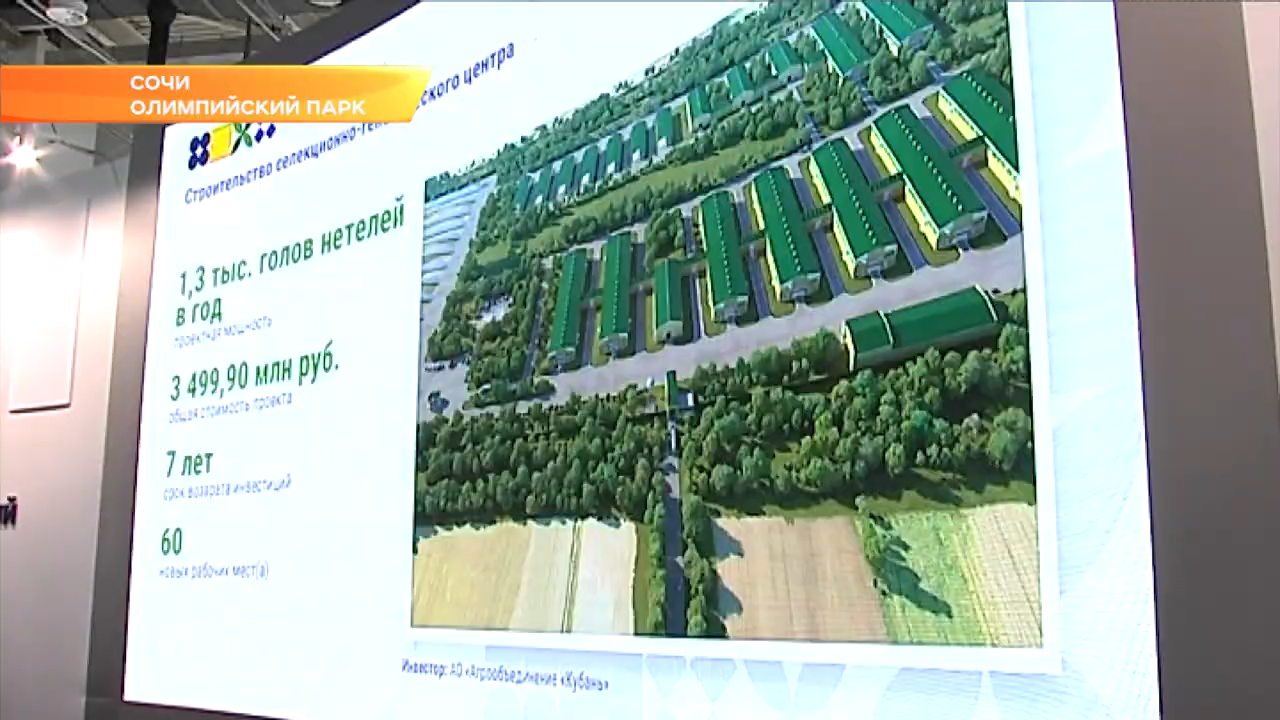 СОЧИ
ОЛИМПИЙСКИЙ ПАРК
Строительство селекционно-ге ского центра
1,3 тыс. голов нетелей
в год
проектная мощность
3 499,90 млн руб.
общая стоимость проекта
7 лет
срок возврата инвестиций
60
новых рабочих мест(а)
Инвестор: АО «Агрообъединение «Кубань»